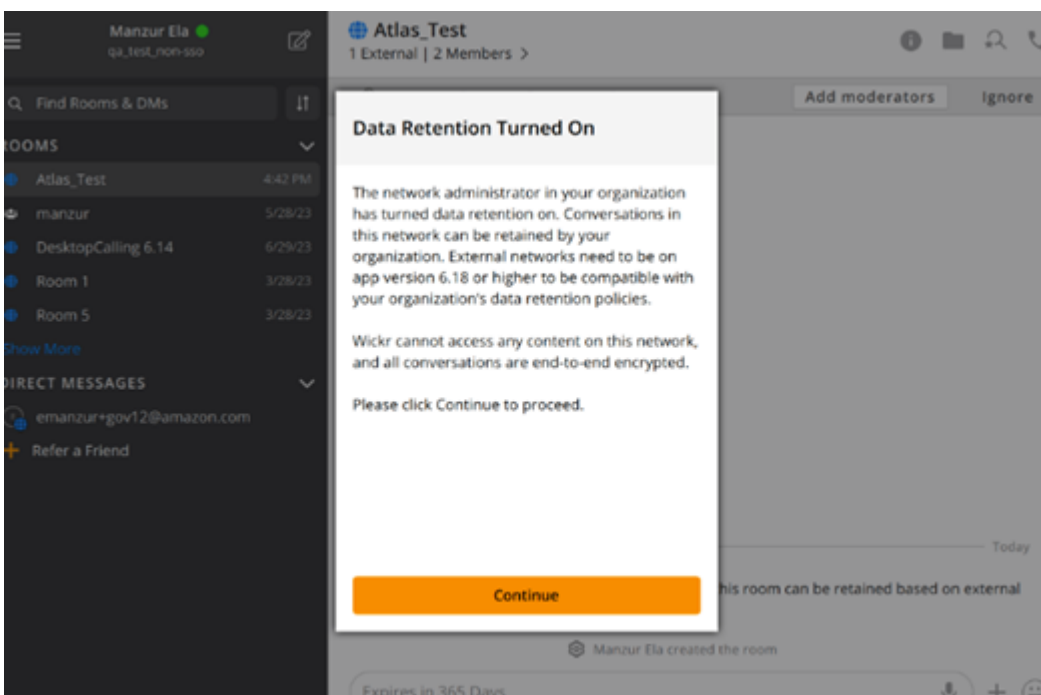 Manzur Ela
qa_test_non-sso
Find Rooms & DMs
OOMS
Atlas_Test 4:42 PM
manzur 5/28/23
DesktopCalling 6.14 6/29/23
Room 1 3/28/23
Room 5 3/28/23
Show More
DIRECT MESSAGES
emanzur+gov12@amazon.com
Refer a Friend
Atlas_Test
1 External | 2 Members >
Add moderators Ignore
Data Retention Turned On
The network administrator in your organization
has turned data retention on. Conversations in
this network can be retained by your
organization. External networks need to be on
app version 6.18 or higher to be compatible with
your organization's data retention policies.
Wickr cannot access any content on this network,
and all conversations are end-to-end encrypted.
Please click Continue to proceed.
Continue
Today
his room can be retained based on external
Manzur Ela created the room
Expires in 365 Days